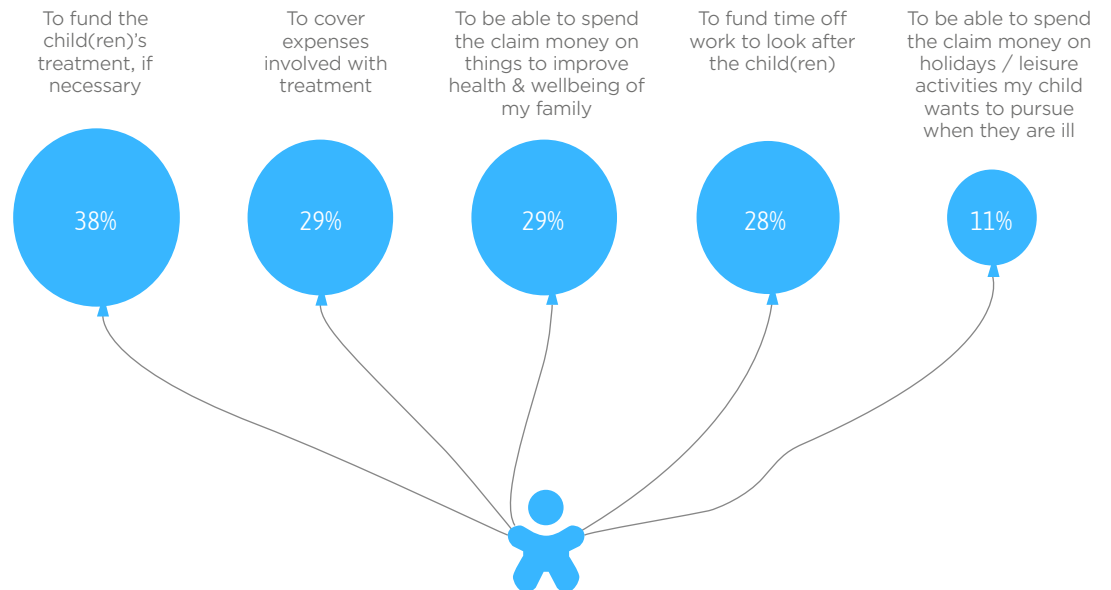 To fund the
child(ren)'s
treatment, if
necessary
To cover
expenses
involved with
treatment
To be able to spend
the claim money on
things to improve
health & wellbeing of
my family
To fund time off
work to look after
the child(ren)
To be able to spend
the claim money on
holidays / leisure
activities my child
wants to pursue
when they are ill
38%
29%
29%
28%
11%